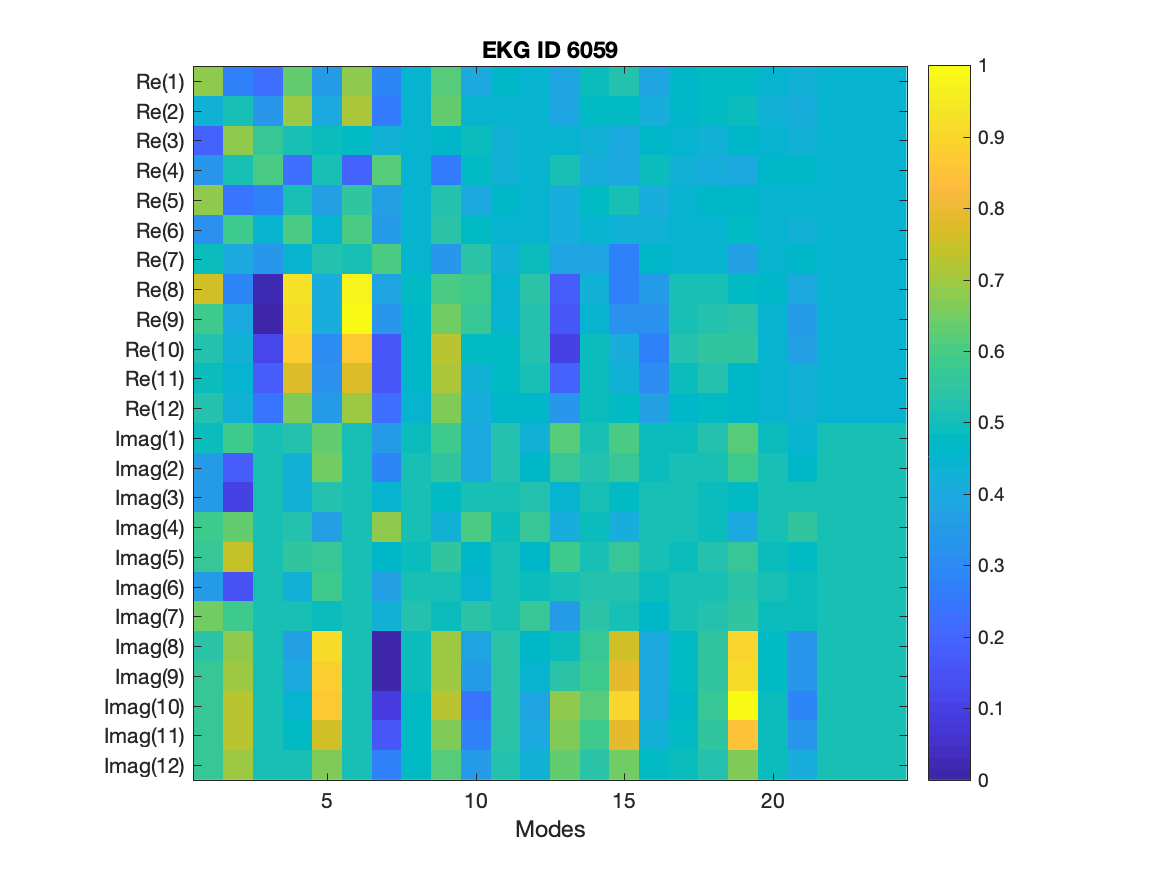 EKG ID 6059
Re(1)
Re(2)
Re(3)
Re(4)
Re(5)
Re(6)
Re(7)
Re(8)
Re(9)
Re(10)
Re(11)
Re(12)
Imag(1)
Imag(2)
Imag(3)
Imag(4)
Imag(5)
Imag(6)
Imag(7)
Imag(8)
Imag(9)
Imag(10)
Imag(11)
Imag(12)
5 10 15 20
Modes
1
0.9
0.8
0.7
0.6
0.5
0.4
0.3
0.2
0.1
0